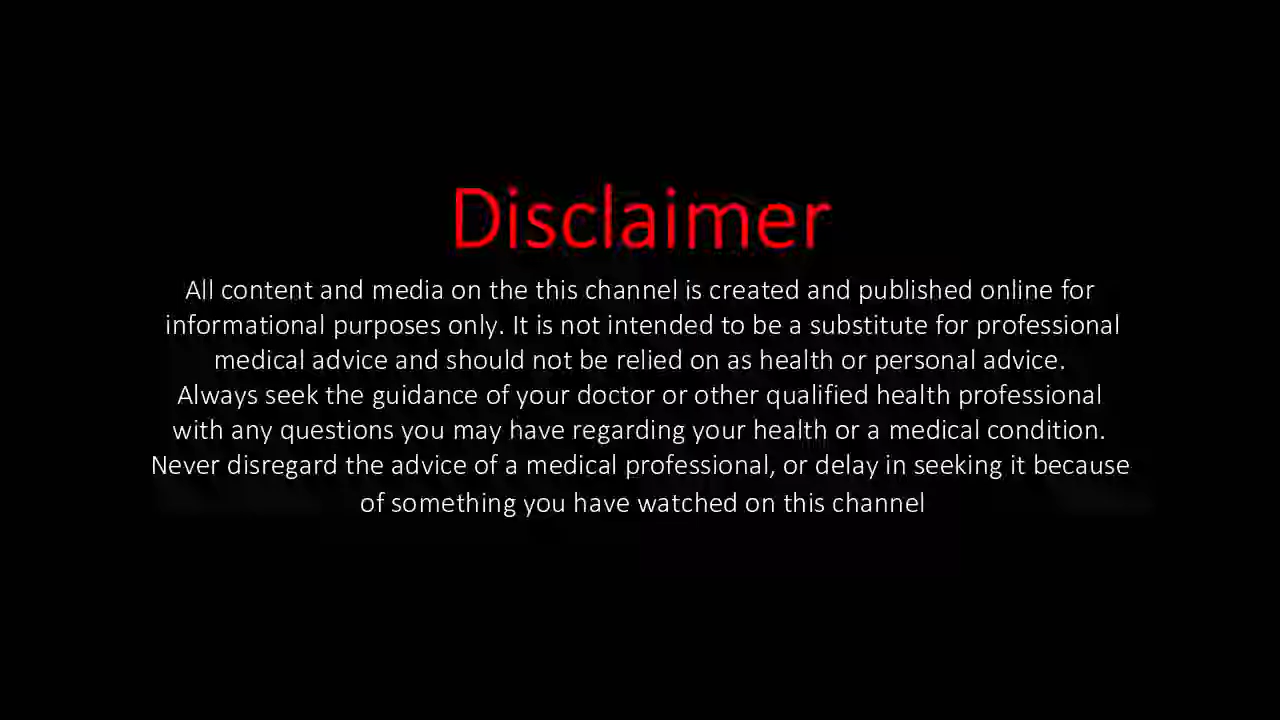 Disclaimer
All content and media on the this channel is created and published online for
informational purposes only. It is not intended to be a substitute for professional
medical advice and should not be relied on as health or personal advice.
Always seek the guidance of your doctor or other qualified health professional
with any questions you may have regarding your health or a medical condition.
Never disregard the advice of a medical professional, or delay in seeking it because
of something you have watched on this channel